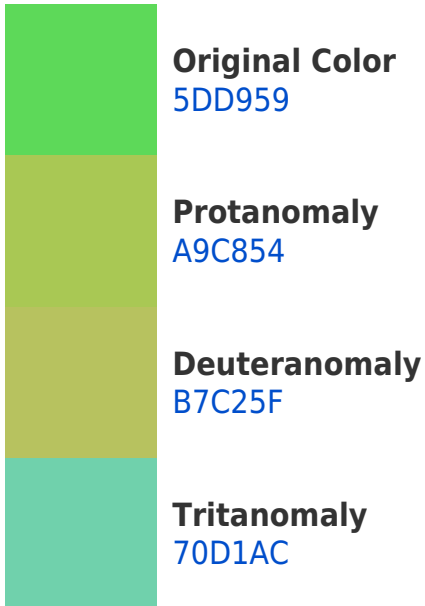 Original Color
5DD959
Protanomaly
A9C854
Deuteranomaly
B7C25F
Tritanomaly
70D1AC